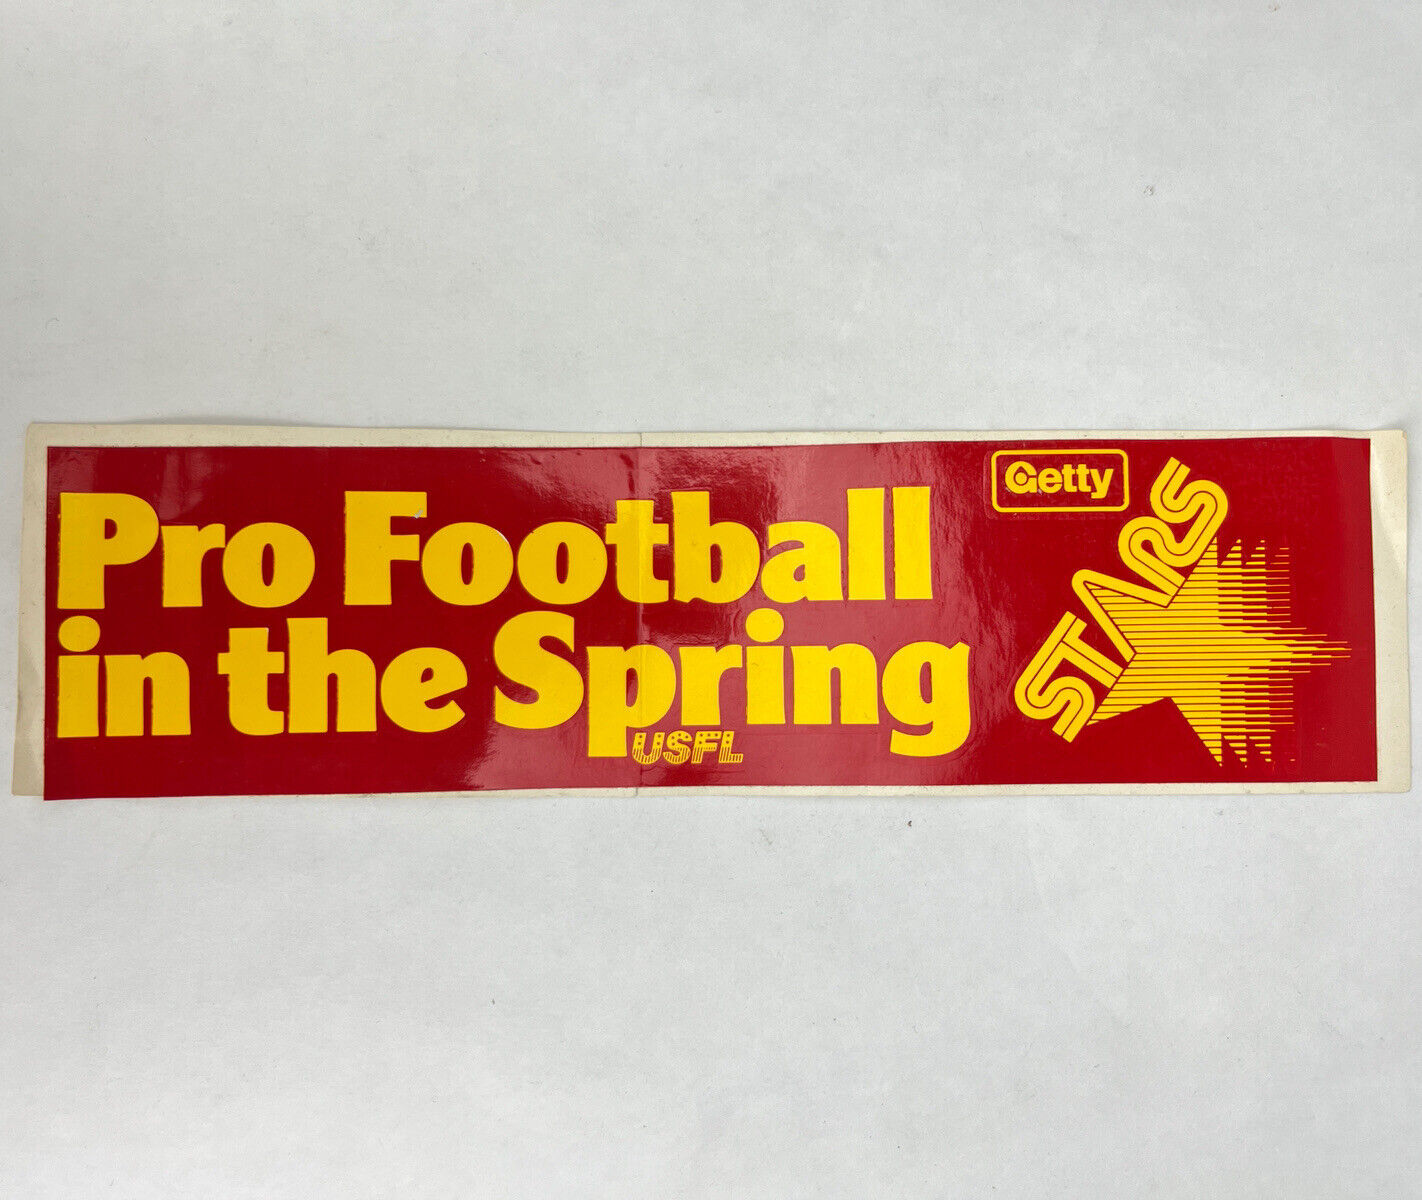 Pro Football
in the Spring
USFL
Getty
STARS